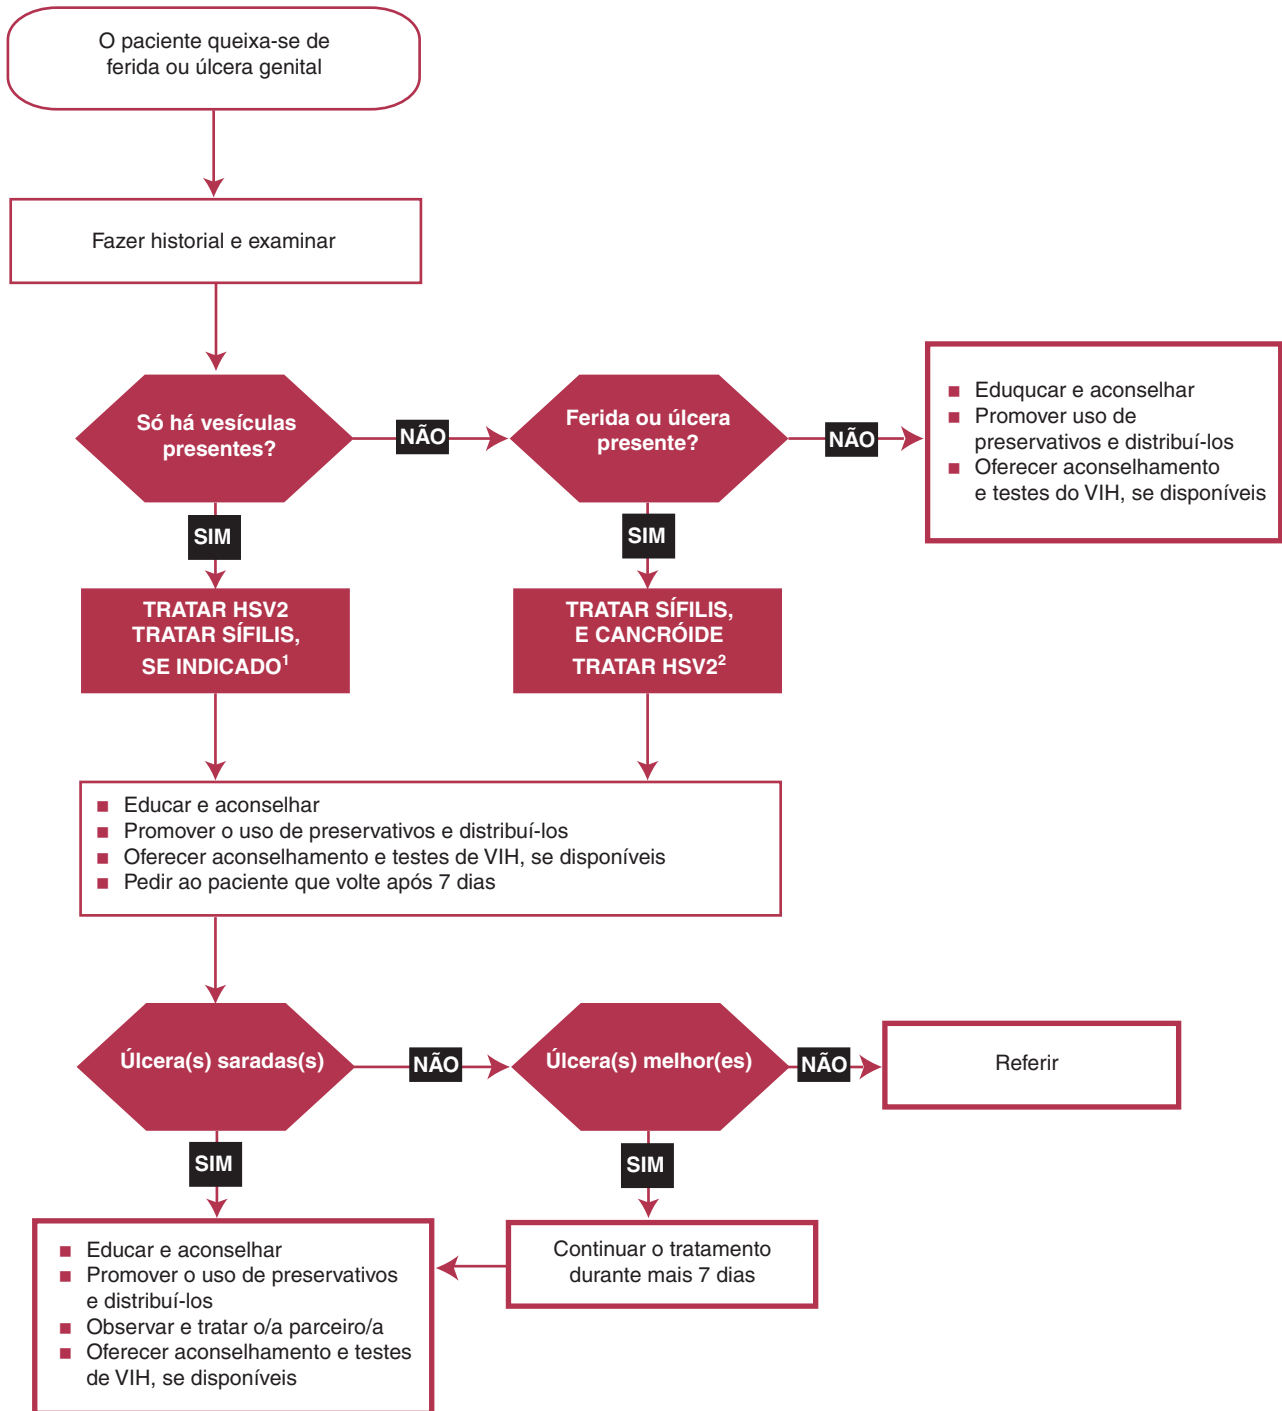 O paciente queixa-se de
ferida ou úlcera genital
Fazer historial e examinar
Só há vesículas
presentes?
NÃO
Ferida ou úlcera
presente?
NÃO
■ Eduqucar e aconselhar
■ Promover uso de
preservativos e distribuí-los
■ Oferecer aconselhamento
e testes do VIH, se disponíveis
SIM
SIM
TRATAR HSV2
TRATAR SÍFILIS,
SE INDICADO¹
TRATAR SÍFILIS,
E CANCRÓIDE
TRATAR HSV2²
■ Educar e aconselhar
■ Promover o uso de preservativos e distribuí-los
■ Oferecer aconselhamento e testes de VIH, se disponíveis
■ Pedir ao paciente que volte após 7 dias
Úlcera(s) saradas(s)
NÃO
Úlcera(s) melhor(es)
NÃO
Referir
SIM
SIM
■ Educar e aconselhar
■ Promover o uso de preservativos
e distribuí-los
■ Observar e tratar o/a parceiro/a
■ Oferecer aconselhamento e testes
de VIH, se disponíveis
Continuar o tratamento
durante mais 7 dias